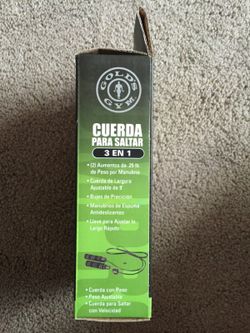 GOLD'S
GYM
CUERDA
PARA SALTAR
3 EN 1
• (2) Aumentos de .25 lb
de Peso por Manubrio
• Cuerda de Largura
Ajustable de 9'
• Bujes de Precisión
• Manubrios de Espuma
Antideslizantes
• Llave para Ajustar lo
Largo Rápido
• Cuerda con Peso
• Peso Ajustable
• Cuerda para Saltar
con Velocidad